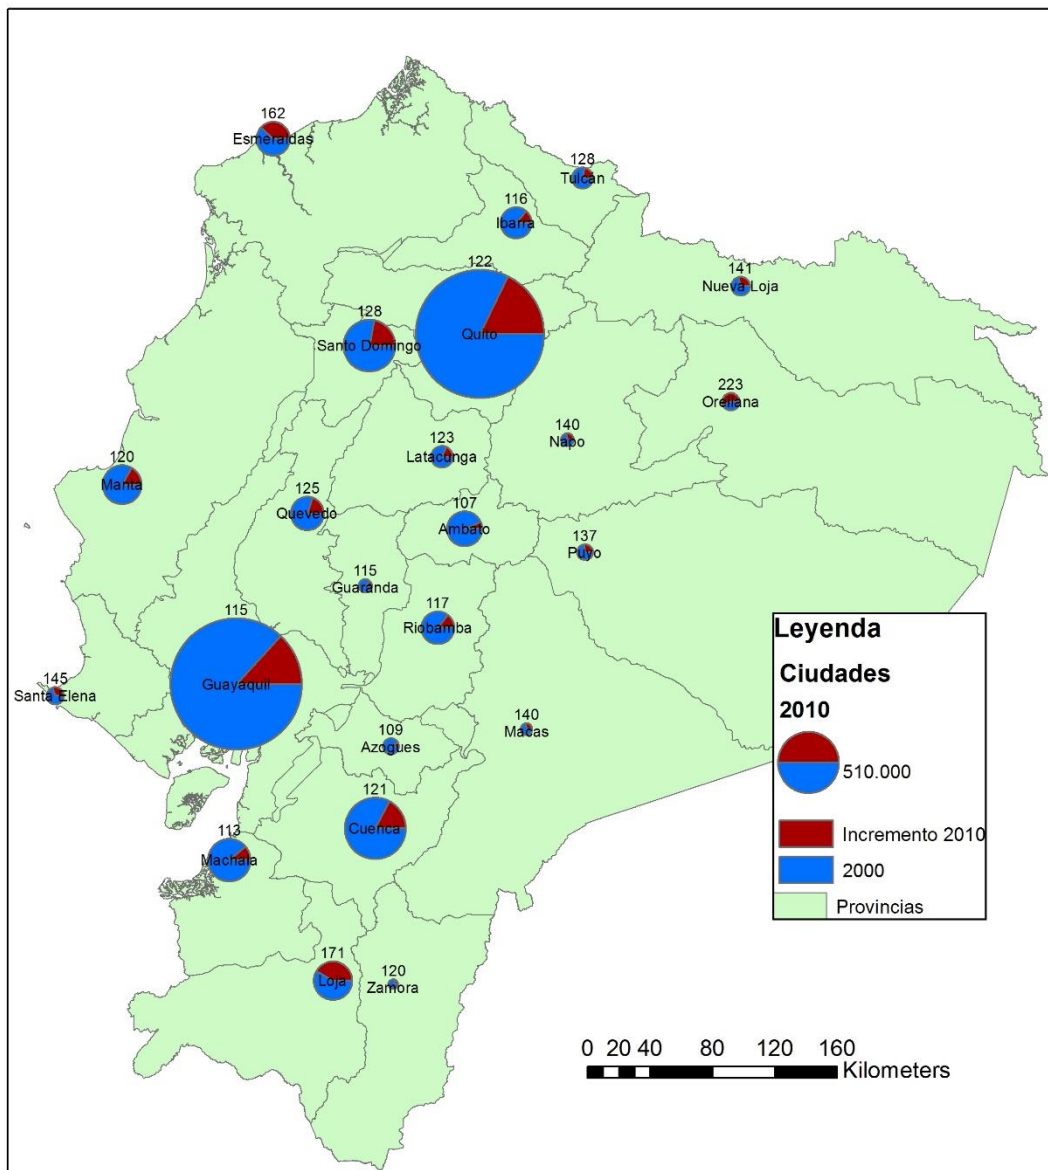 162
Esmeraldas
128
Tulcán
116
Ibarra
122
Quito
141
Nueva Loja
128
Santo Domingo
223
Orellana
140
Napo
123
Latacunga
120
Manta
125
Quevedo
107
Ambato
137
Puyo
115
Guaranda
117
Riobamba
115
Guayaquil
145
Santa Elena
140
Macas
109
Azogues
121
Cuenca
113
Machala
171
Loja
120
Zamora
Leyenda
Ciudades
2010
510.000
Incremento 2010
2000
Provincias
0 20 40 80 120 160
Kilometers